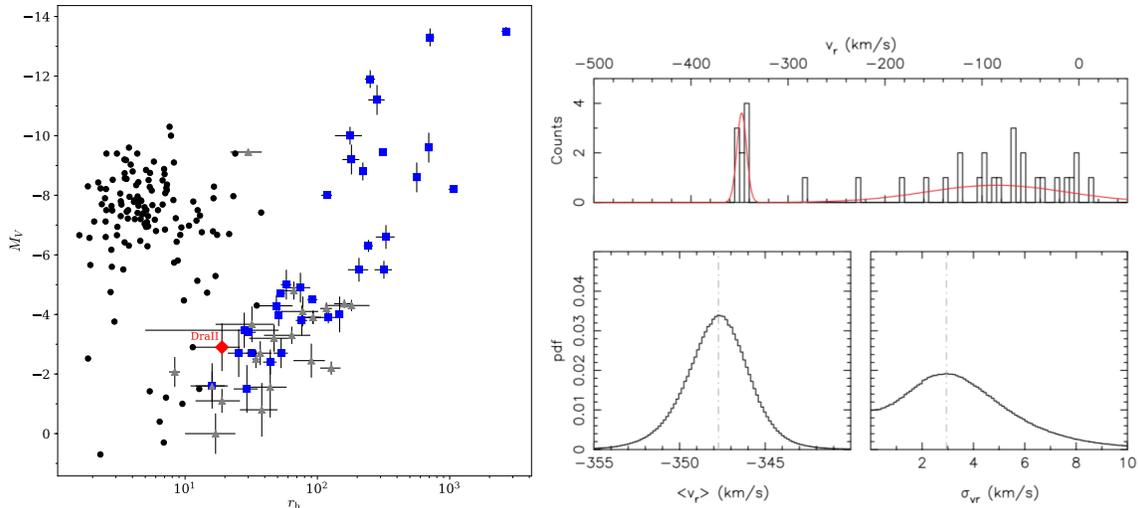 −14
−12
−10
−8
−6
−4
−2
0
M_V
DraII
10^1
10^2
10^3
r_h
v_r (km/s)
−500 −400 −300 −200 −100 0
Counts
4
2
0
pdf
0.04
0.03
0.02
0.01
0
−355 −350 −345
<v_r> (km/s)
2 4 6 8 10
σ_vr (km/s)